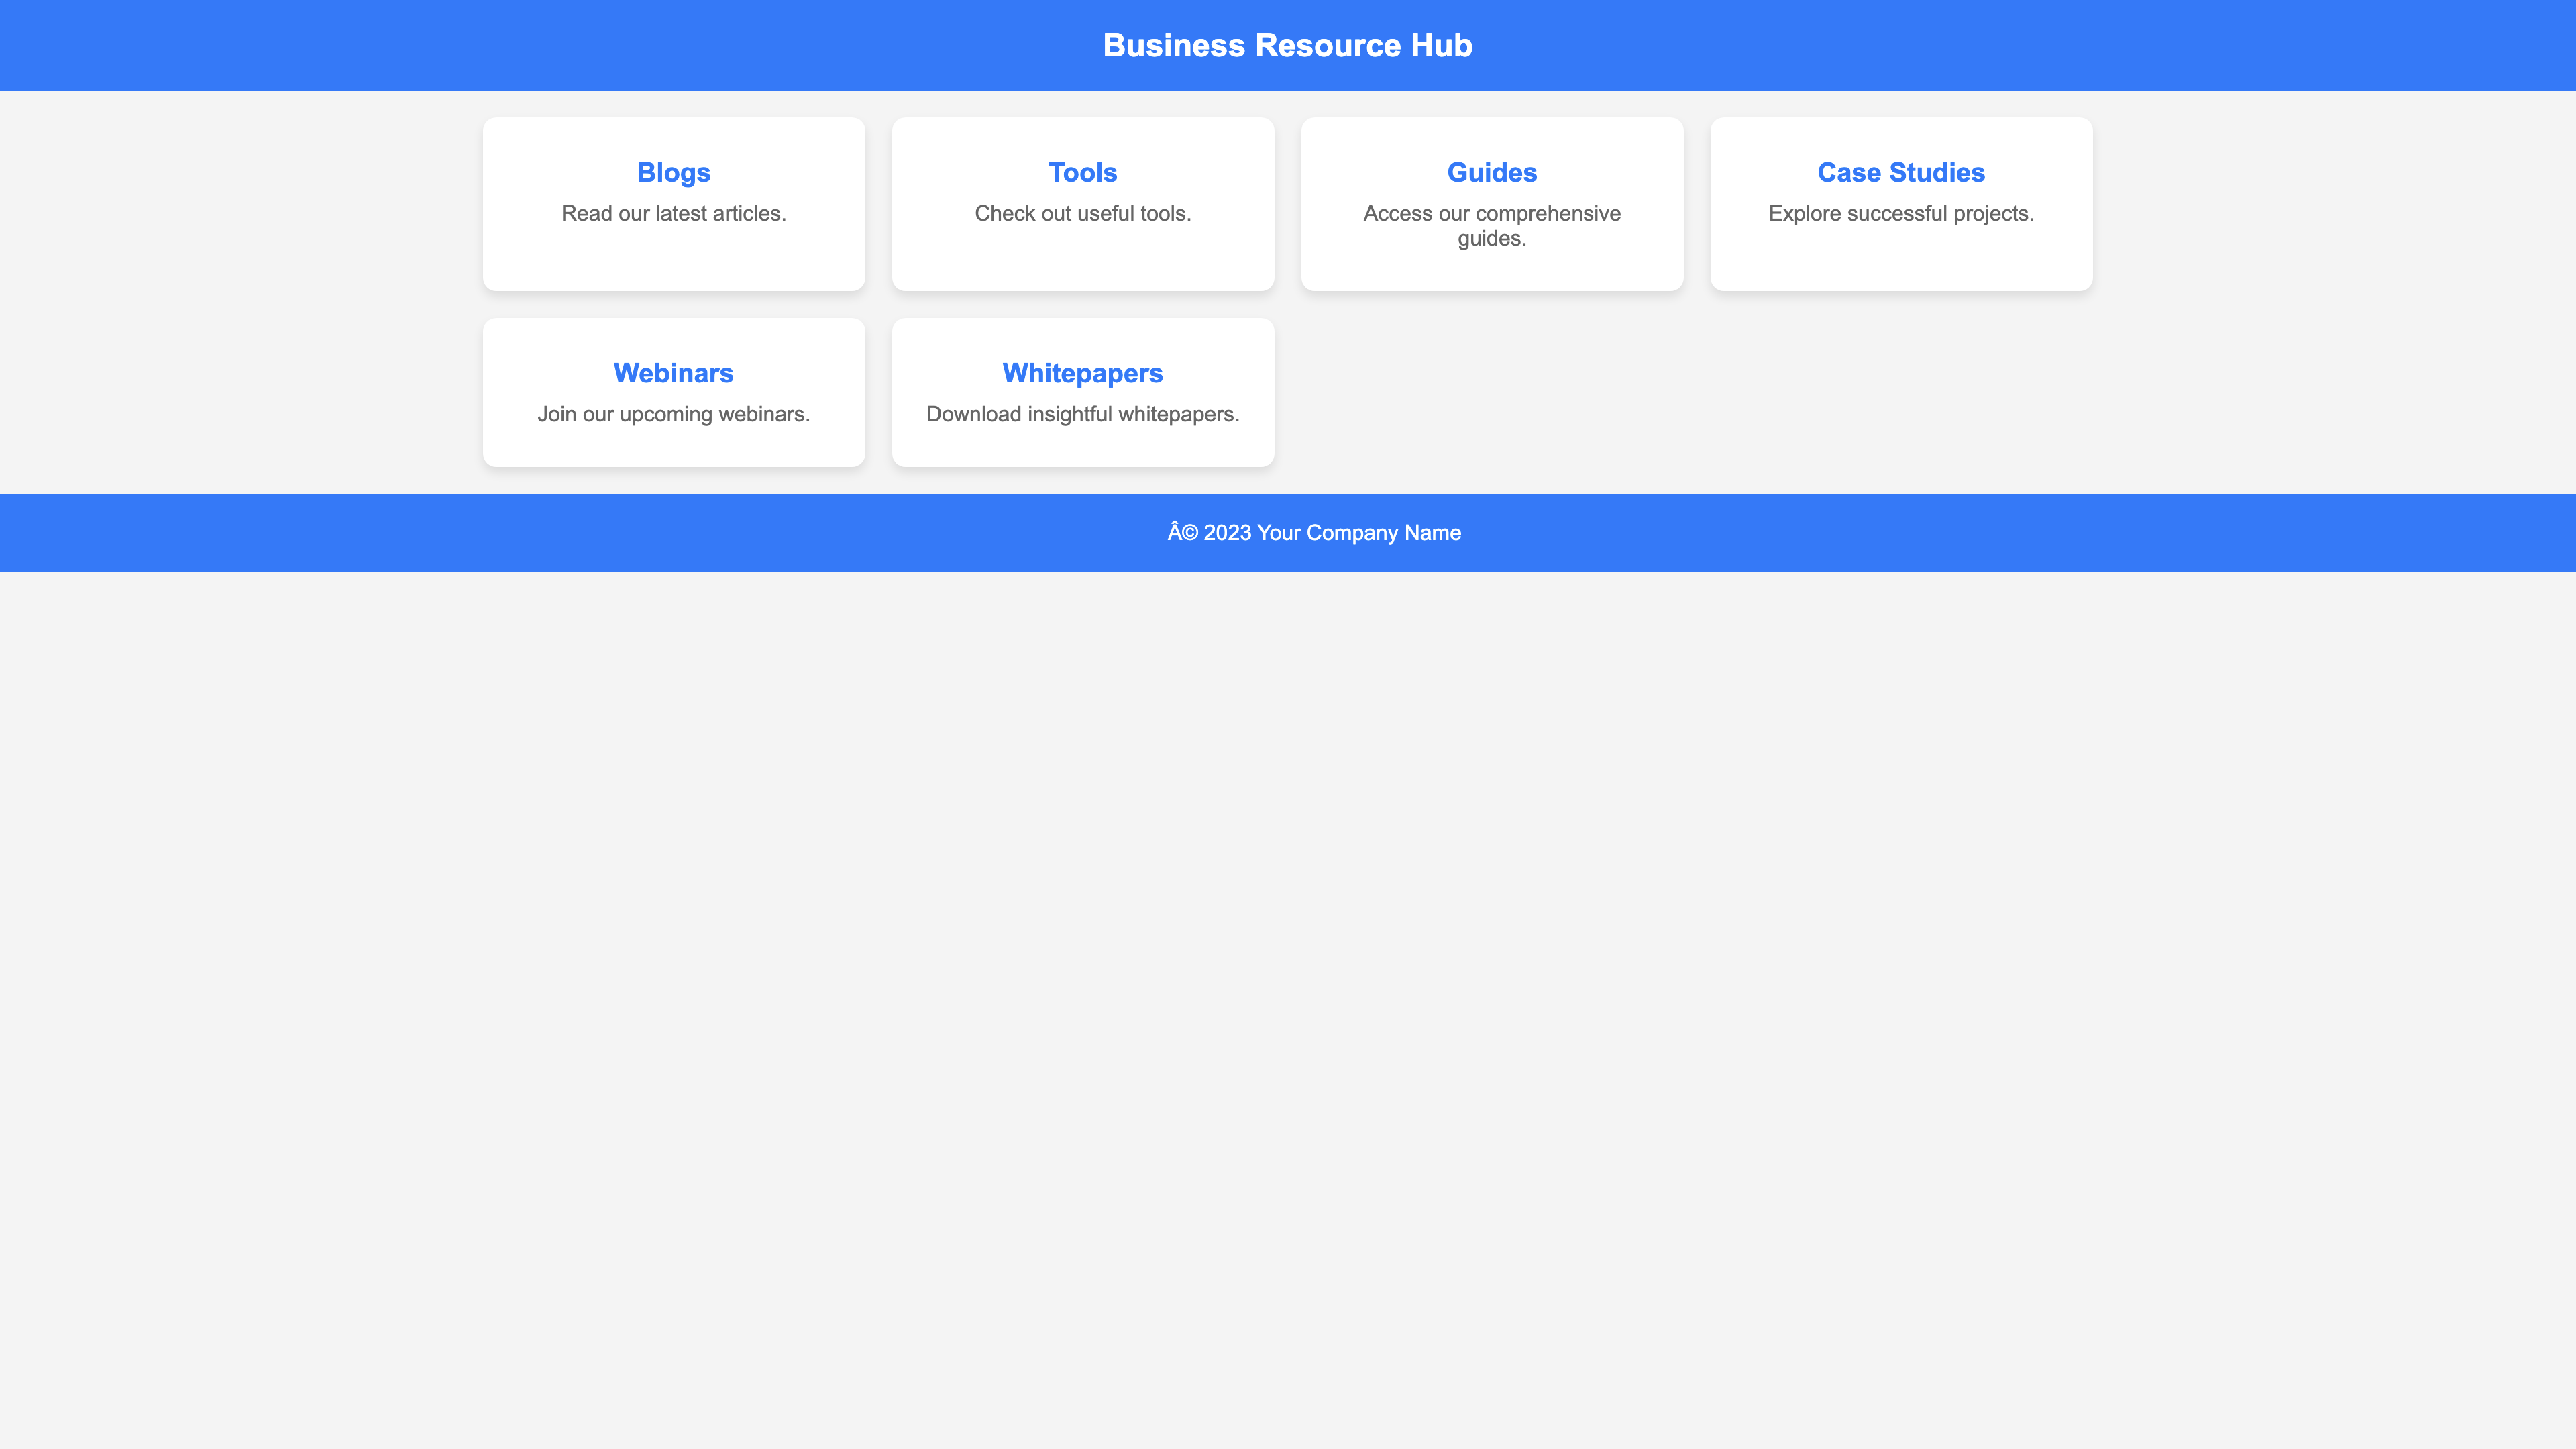 Business Resource Hub
Blogs
Read our latest articles.
Tools
Check out useful tools.
Guides
Access our comprehensive
guides.
Case Studies
Explore successful projects.
Webinars
Join our upcoming webinars.
Whitepapers
Download insightful whitepapers.
Â© 2023 Your Company Name